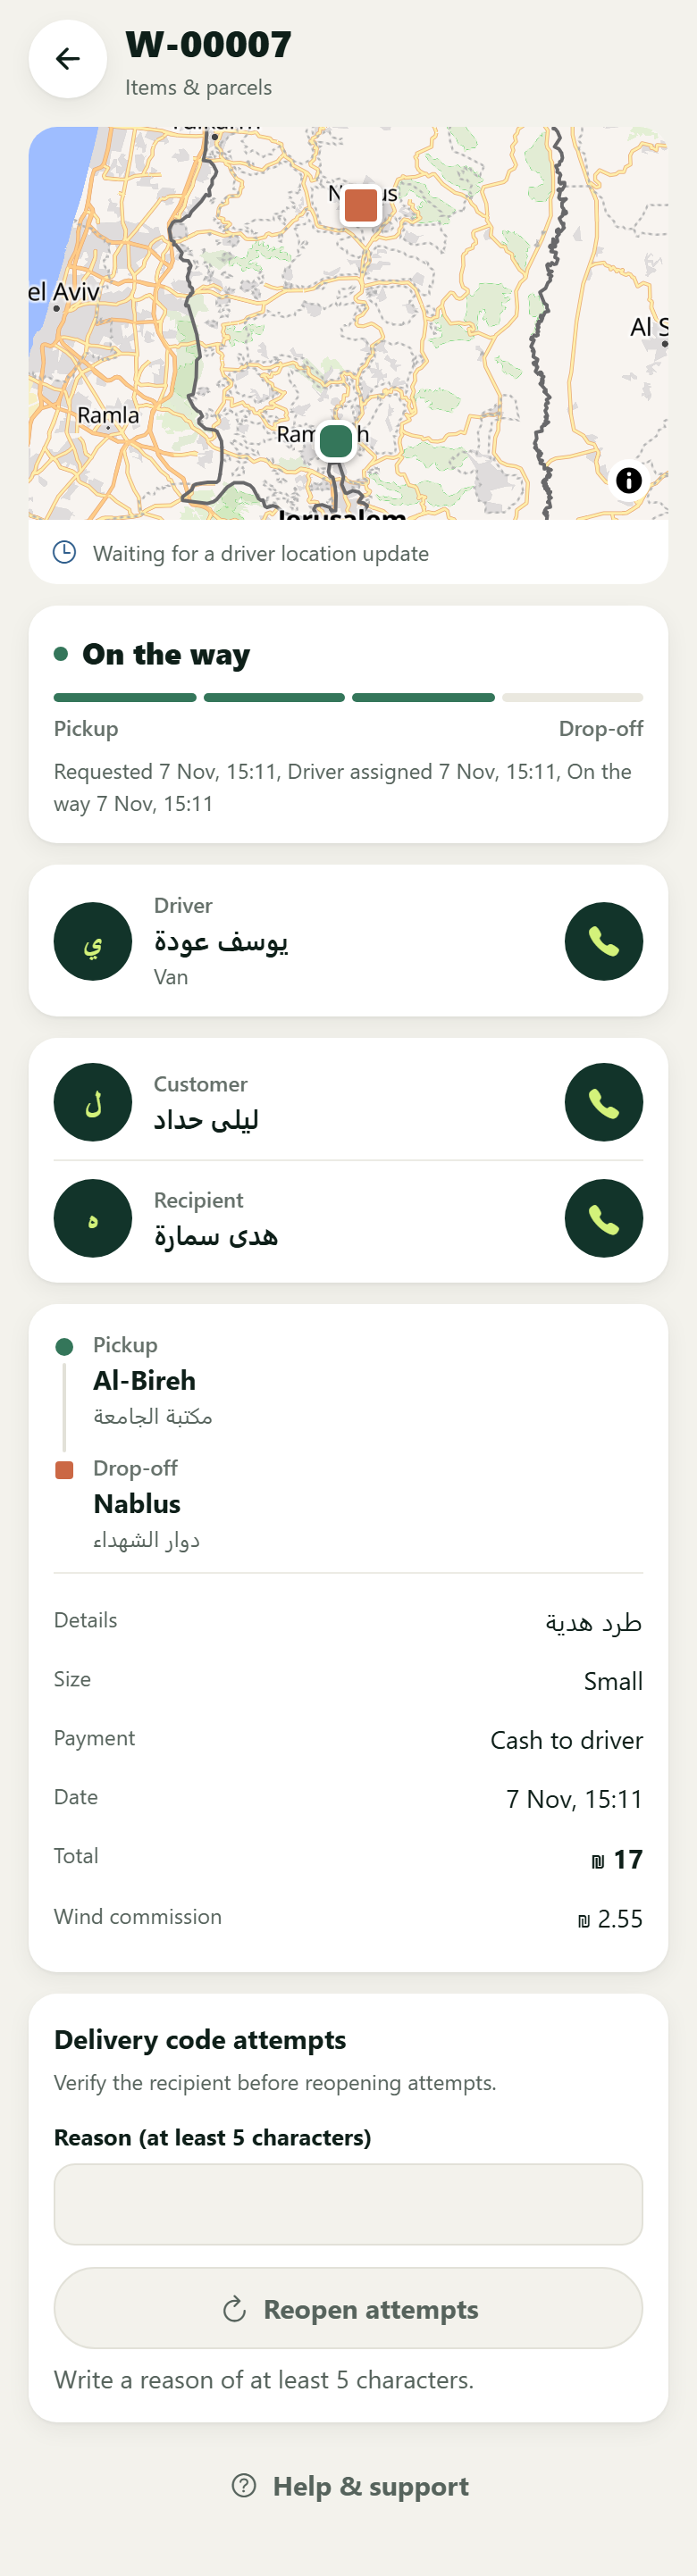 W-00007
Items & parcels
el Aviv
Al S
Ramla
Waiting for a driver location update
On the way
Pickup
Drop-off
Requested 7 Nov, 15:11, Driver assigned 7 Nov, 15:11, On the
way 7 Nov, 15:11
ي
Driver
يوسف عودة
Van
ل
Customer
ليلى حداد
ه
Recipient
هدى سمارة
Pickup
Al-Bireh
مكتبة الجامعة
Drop-off
Nablus
دوار الشهداء
Details
طرد هدية
Size
Small
Payment
Cash to driver
Date
7 Nov, 15:11
Total
₪ 17
Wind commission
₪ 2.55
Delivery code attempts
Verify the recipient before reopening attempts.
Reason (at least 5 characters)
Reopen attempts
Write a reason of at least 5 characters.
Help & support